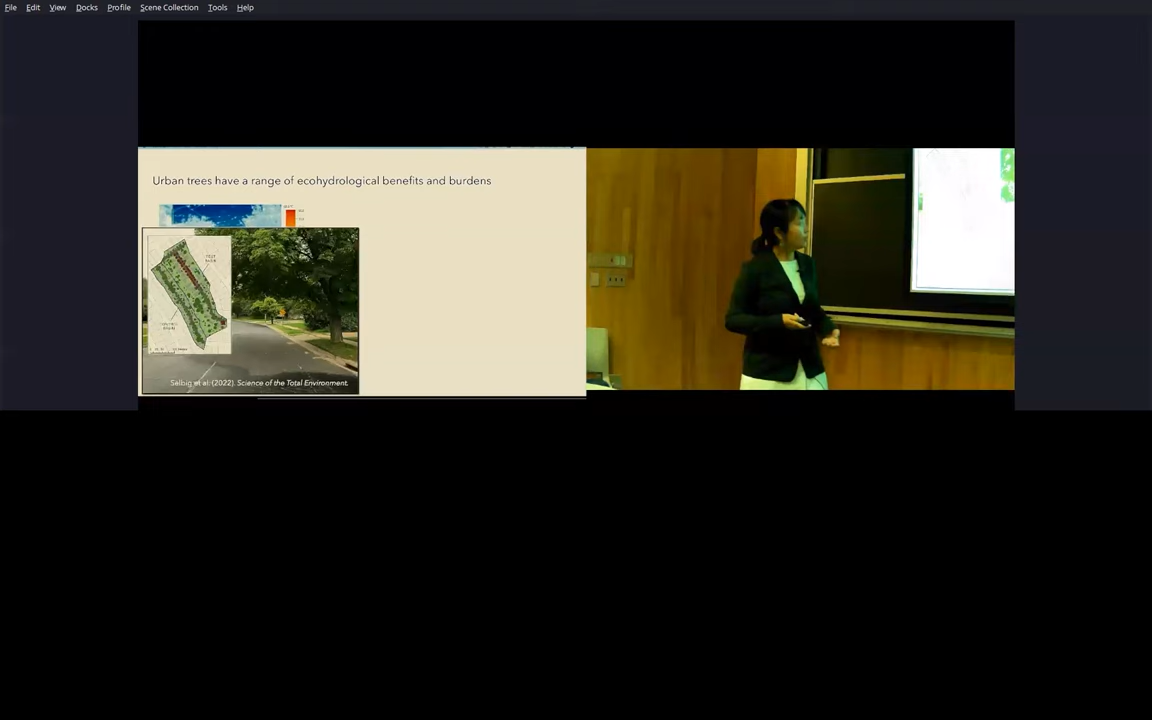 File Edit View Docks Profile Scene Collection Tools Help
Urban trees have a range of ecohydrological benefits and burdens
Selbig et al. (2022). Science of the Total Environment.